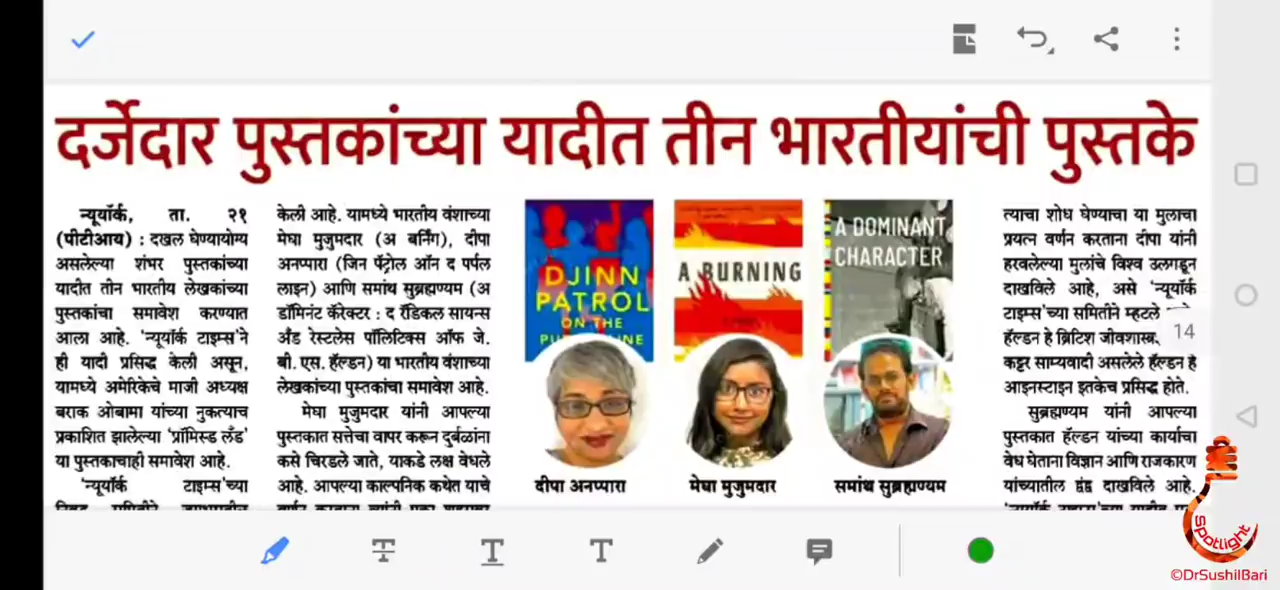 दर्जेदार पुस्तकांच्या यादीत तीन भारतीयांची पुस्तके
न्यूयॉर्क, ता. २१
(पीटीआय) : दखल घेण्यायोग्य
असलेल्या शंभर पुस्तकांच्या
यादीत तीन भारतीय लेखकांच्या
पुस्तकांचा समावेश करण्यात
आला आहे. 'न्यूयॉर्क टाइम्स'ने
ही यादी प्रसिद्ध केली असून,
यामध्ये अमेरिकेचे माजी अध्यक्ष
बराक ओबामा यांच्या नुकत्याच
प्रकाशित झालेल्या 'प्रॉमिस्ड लँड'
या पुस्तकाचाही समावेश आहे.
'न्यूयॉर्क टाइम्स'च्या
केली आहे. यामध्ये भारतीय वंशाच्या
मेघा मुजुमदार (अ बर्निंग), दीपा
अनप्पारा (जिन पॅट्रोल ऑन द पर्पल
लाइन) आणि समांथ सुब्रह्मण्यम (अ
डॉमिनंट कॅरेक्टर : द रॅडिकल सायन्स
अँड रेस्टलेस पॉलिटिक्स ऑफ जे.
बी. एस. हॅल्डन) या भारतीय वंशाच्या
लेखकांच्या पुस्तकांचा समावेश आहे.
मेघा मुजुमदार यांनी आपल्या
पुस्तकात सत्तेचा वापर करून दुर्बळांना
कसे चिरडले जाते, याकडे लक्ष वेधले
आहे. आपल्या काल्पनिक कथेत याचे
DJINN
PATROL
ON THE
A BURNING
A DOMINANT
CHARACTER
दीपा अनप्पारा
मेघा मुजुमदार
समांथ सुब्रह्मण्यम
त्याचा शोध घेण्याचा या मुलाचा
प्रयत्न वर्णन करताना दीपा यांनी
हरवलेल्या मुलांचे विश्व उलगडून
दाखविले आहे, असे 'न्यूयॉर्क
टाइम्स'च्या समितीने म्हटले
हॅल्डन हे ब्रिटिश
कट्टर साम्यवादी असलेले हॅल्डन हे
आइनस्टाइन इतकेच प्रसिद्ध होते.
सुब्रह्मण्यम यांनी आपल्या
पुस्तकात हॅल्डन यांच्या कार्याचा
वेध घेताना विज्ञान आणि राजकारण
यांच्यातील द्वंद्व दाखविले आहे.
14
Spotlight
©DrSushilBari